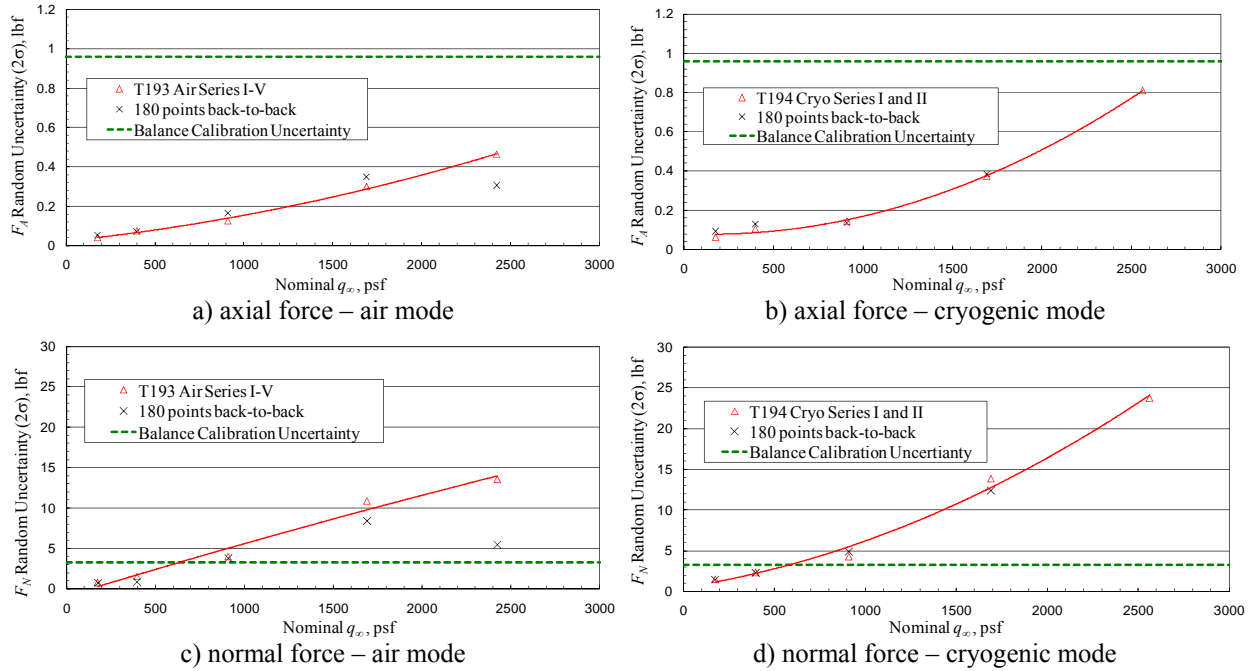 1.2
1
0.8
0.6
0.4
0.2
0
F_A Random Uncertainty (2σ), lbf
T193 Air Series I-V
180 points back-to-back
Balance Calibration Uncertainty
0 500 1000 1500 2000 2500 3000
Nominal q∞, psf
a) axial force – air mode
1.2
1
0.8
0.6
0.4
0.2
0
F_A Random Uncertainty (2σ), lbf
T194 Cryo Series I and II
180 points back-to-back
Balance Calibration Uncertainty
0 500 1000 1500 2000 2500 3000
Nominal q∞, psf
b) axial force – cryogenic mode
30
25
20
15
10
5
0
F_N Random Uncertainty (2σ), lbf
T193 Air Series I-V
180 points back-to-back
Balance Calibration Uncertainty
0 500 1000 1500 2000 2500 3000
Nominal q∞, psf
c) normal force – air mode
30
25
20
15
10
5
0
F_N Random Uncertainty (2σ), lbf
T194 Cryo Series I and II
180 points back-to-back
Balance Calibration Uncertianty
0 500 1000 1500 2000 2500 3000
Nominal q∞, psf
d) normal force – cryogenic mode